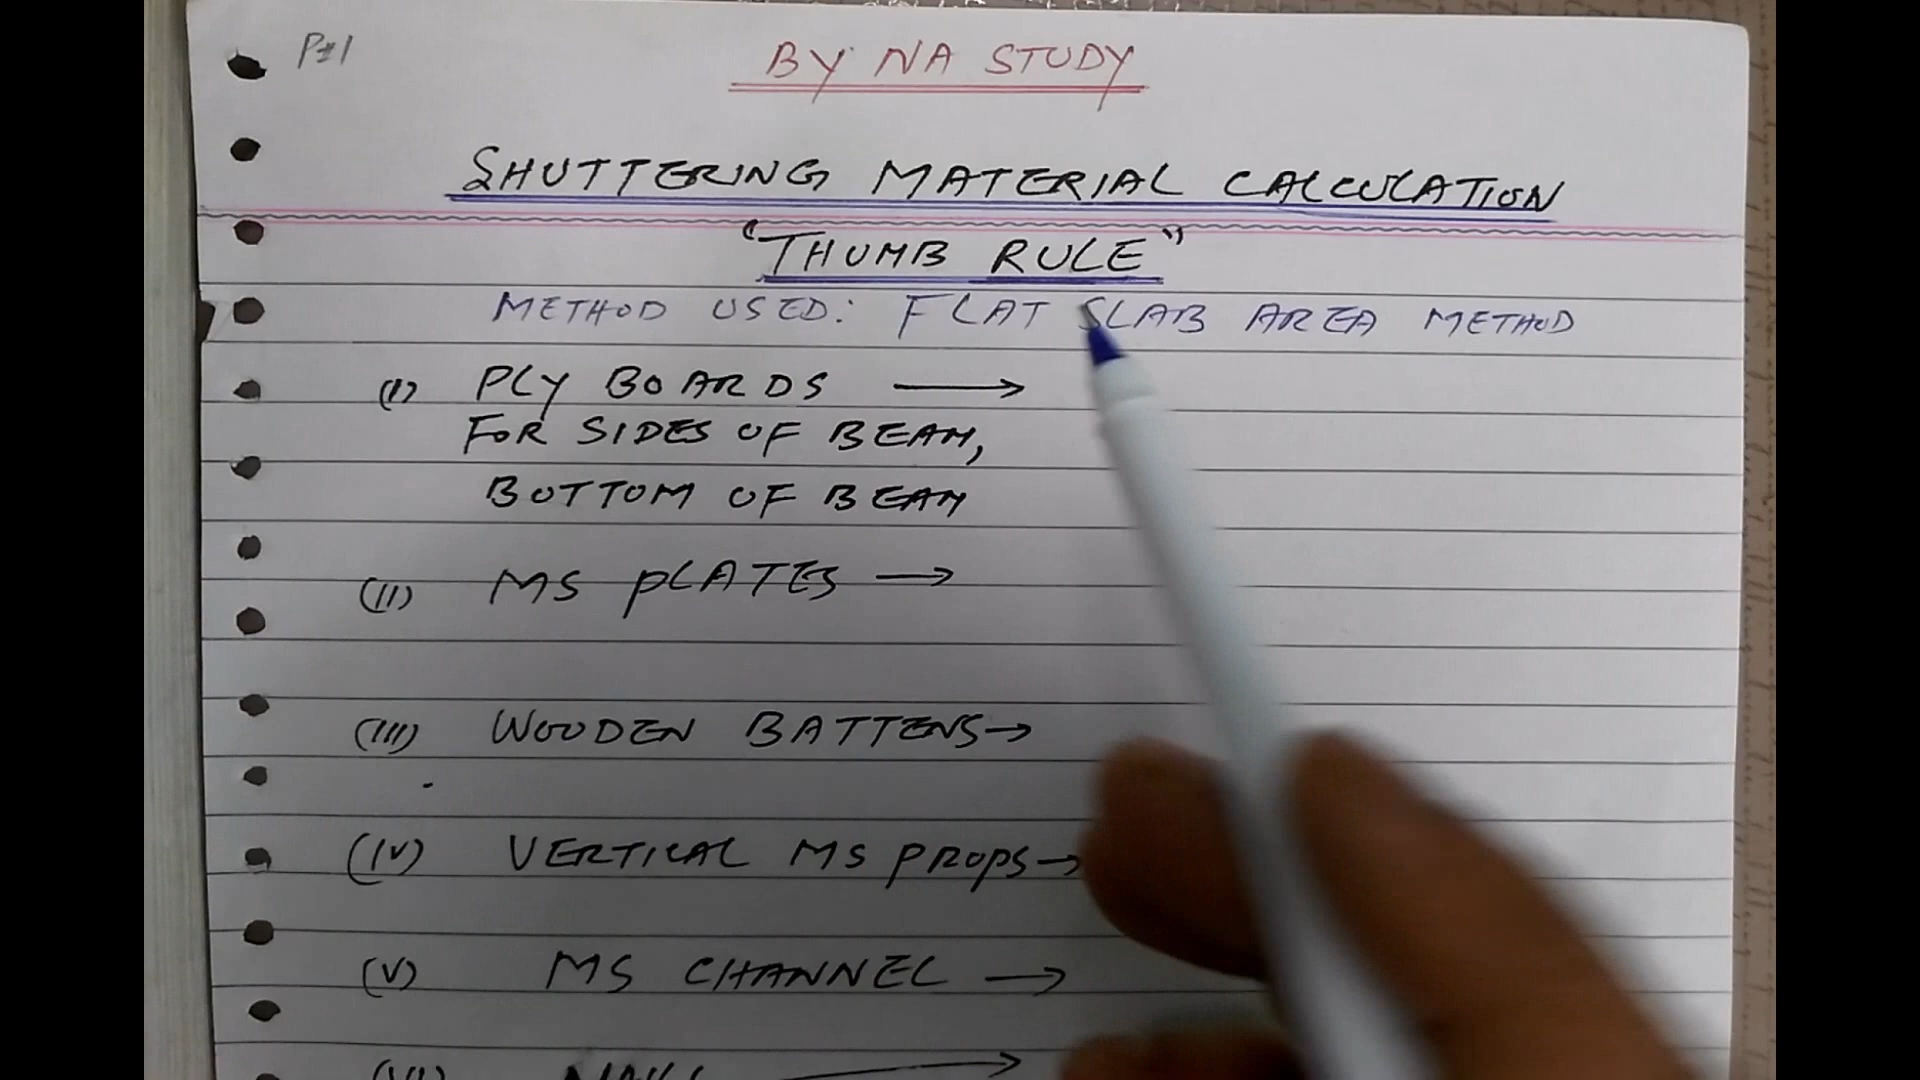 P#1
BY NA STUDY
SHUTTERING MATERIAL CALCULATION
"THUMB RULE"
METHOD USED: FLAT SLAB AREA METHOD
(I) PLY BOARDS →
FOR SIDES OF BEAM,
BOTTOM OF BEAM
(II) MS PLATES →
(III) WOODEN BATTENS →
(IV) VERTICAL MS PROPS →
(V) MS CHANNEL →